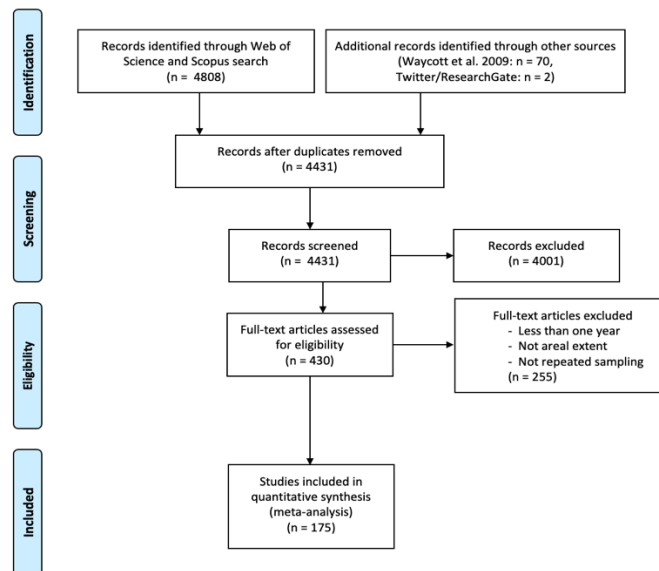 Identification
Records identified through Web of
Science and Scopus search
(n = 4808)
Additional records identified through other sources
(Waycott et al. 2009: n = 70,
Twitter/ResearchGate: n = 2)
Records after duplicates removed
(n = 4431)
Screening
Records screened
(n = 4431)
Records excluded
(n = 4001)
Eligibility
Full-text articles assessed
for eligibility
(n = 430)
Full-text articles excluded
- Less than one year
- Not areal extent
- Not repeated sampling
(n = 255)
Included
Studies included in
quantitative synthesis
(meta-analysis)
n = 175)